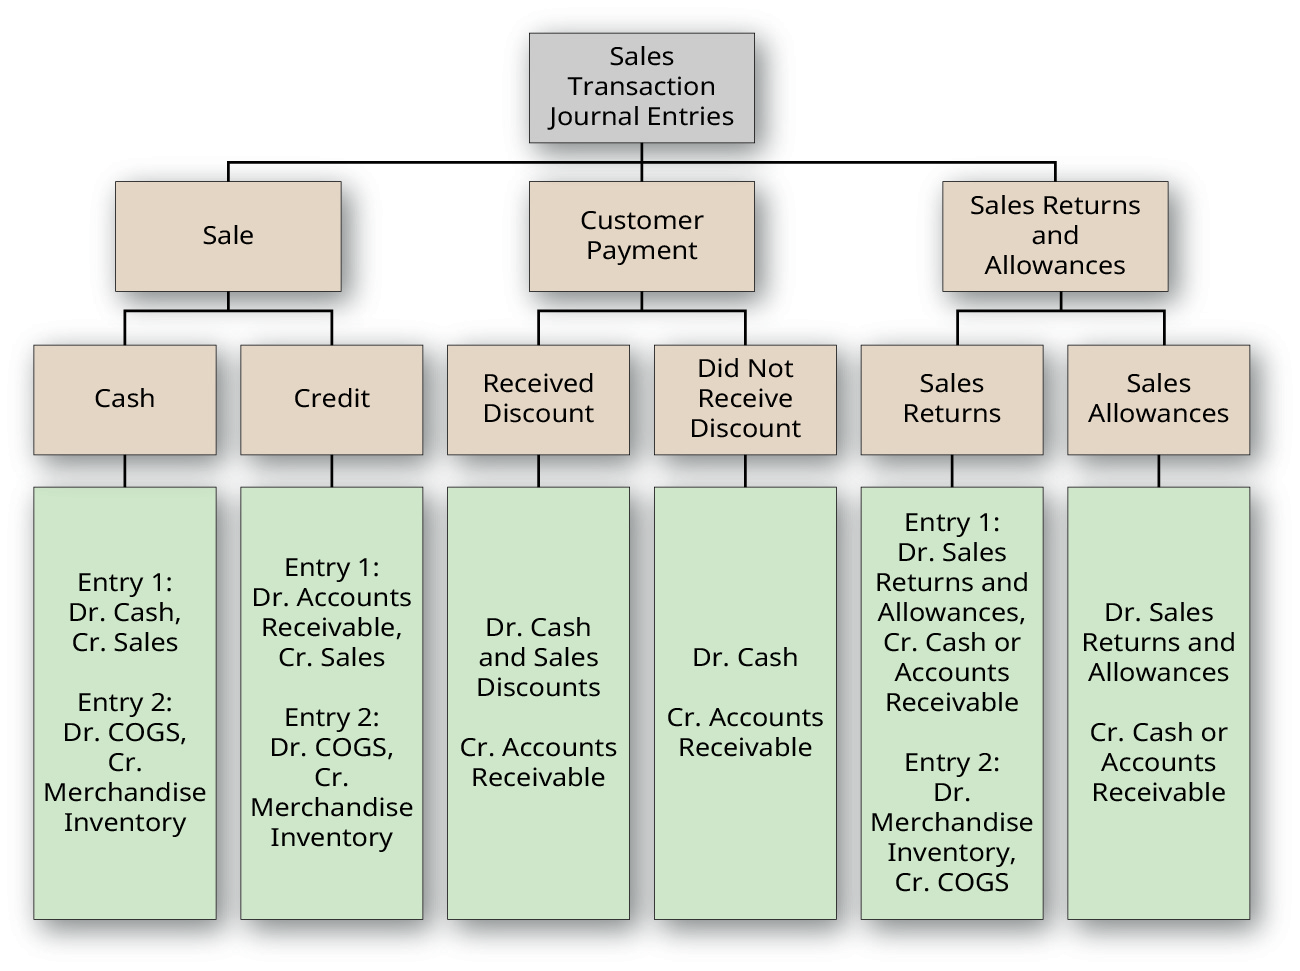 Sales
Transaction
Journal Entries
Sale
Customer
Payment
Sales Returns
and
Allowances
Cash
Credit
Received
Discount
Did Not
Receive
Discount
Sales
Returns
Sales
Allowances
Entry 1:
Dr. Cash,
Cr. Sales
Entry 2:
Dr. COGS,
Cr.
Merchandise
Inventory
Entry 1:
Dr. Accounts
Receivable,
Cr. Sales
Entry 2:
Dr. COGS,
Cr.
Merchandise
Inventory
Dr. Cash
and Sales
Discounts
Cr. Accounts
Receivable
Dr. Cash
Cr. Accounts
Receivable
Entry 1:
Dr. Sales
Returns and
Allowances,
Cr. Cash or
Accounts
Receivable
Entry 2:
Dr.
Merchandise
Inventory,
Cr. COGS
Dr. Sales
Returns and
Allowances
Cr. Cash or
Accounts
Receivable